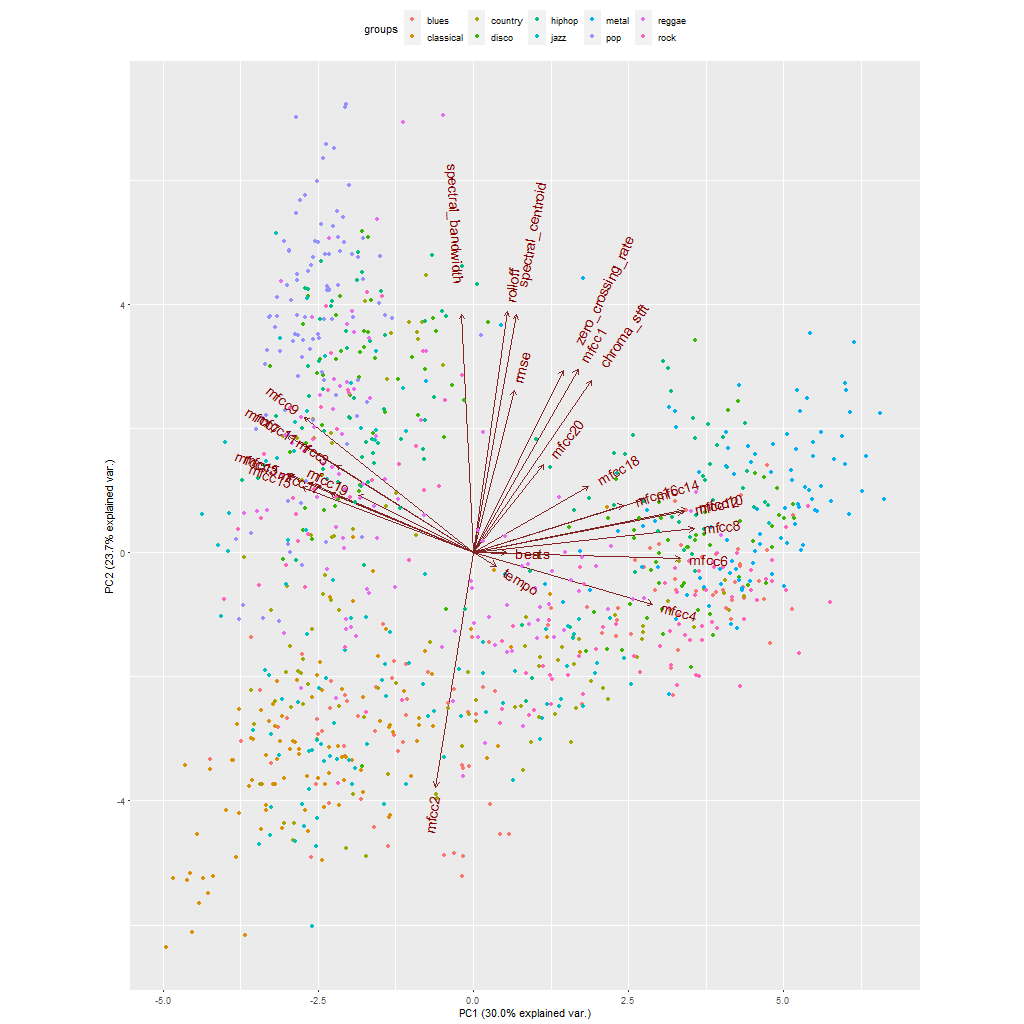 groups
blues
country
hiphop
metal
reggae
classical
disco
jazz
pop
rock
spectral_bandwidth
spectral_centroid
rolloff
zero_crossing_rate
mfcc1
chroma_stft
rmse
mfcc9
mfcc20
mfcc3
mfcc18
mfcc19
mfcc16
mfcc14
mfcc12
mfcc8
beats
mfcc6
tempo
mfcc4
mfcc2
4
0
-4
-5.0
-2.5
0.0
2.5
5.0
PC1 (30.0% explained var.)
PC2 (23.7% explained var.)